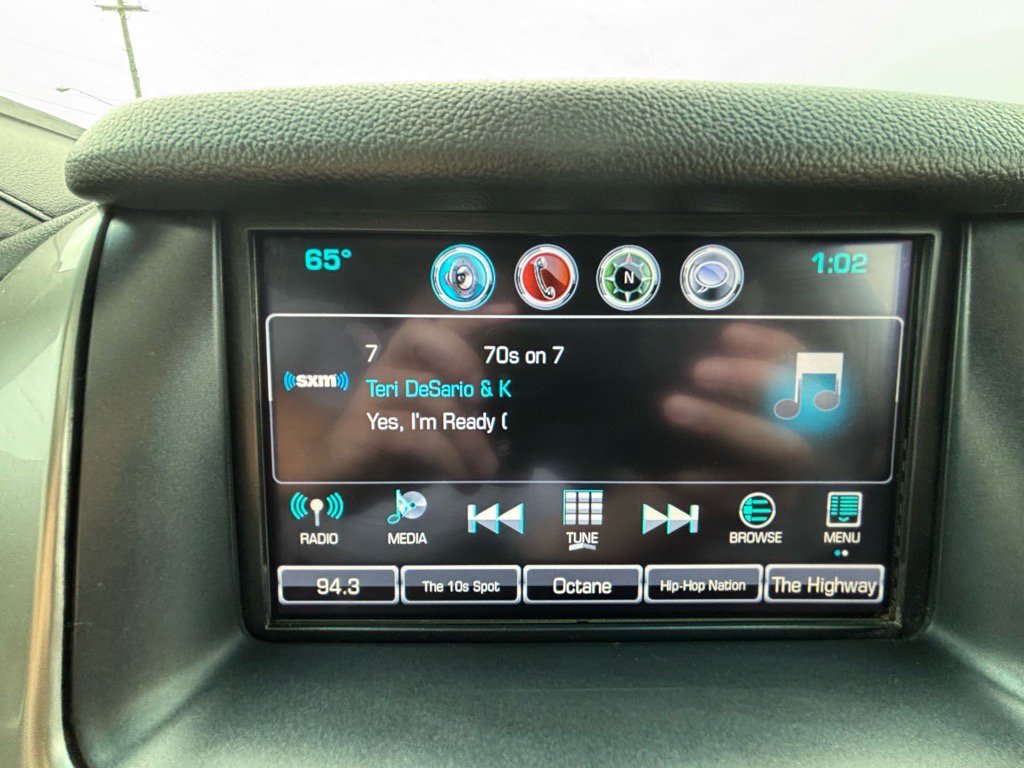 65°
N
1:02
7 70s on 7
sxm
Teri DeSario & K
Yes, I'm Ready (
RADIO
MEDIA
TUNE
BROWSE
MENU
94.3
The 10s Spot
Octane
Hip-Hop Nation
The Highway